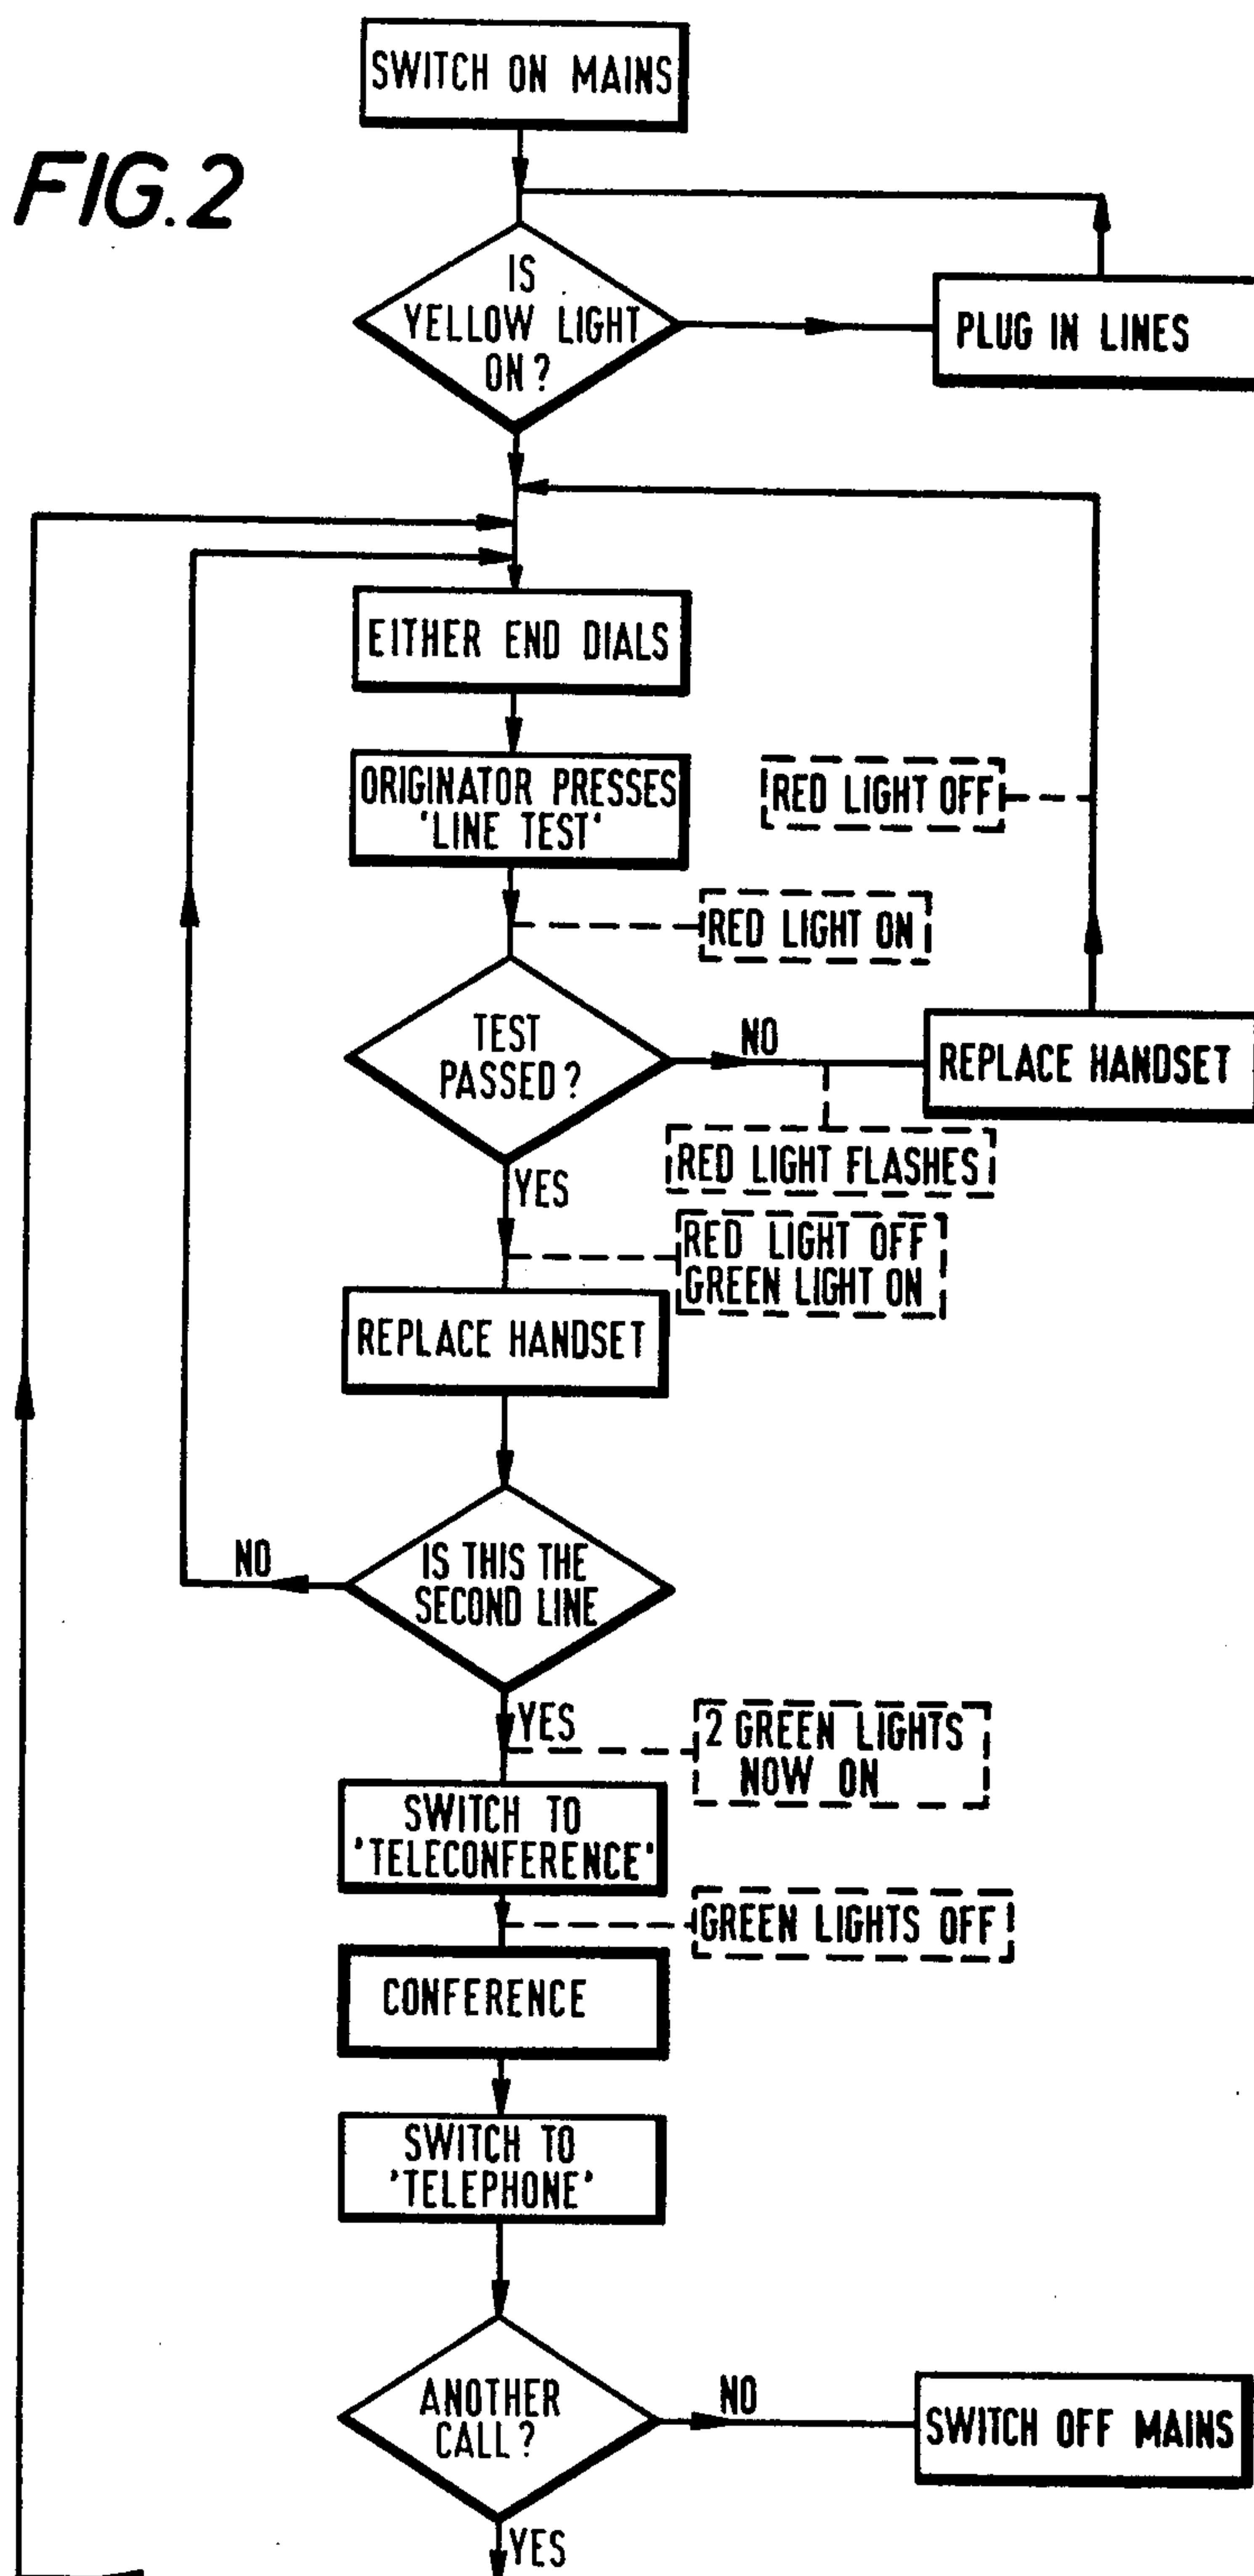 SWITCH ON MAINS
FIG.2
IS
YELLOW LIGHT
ON?
PLUG IN LINES
EITHER END DIALS
ORIGINATOR PRESSES
'LINE TEST'
RED LIGHT OFF
RED LIGHT ON
TEST
PASSED?
NO
REPLACE HANDSET
RED LIGHT FLASHES
YES
RED LIGHT OFF
GREEN LIGHT ON
REPLACE HANDSET
IS THIS THE
SECOND LINE
NO
YES
2 GREEN LIGHTS
NOW ON
SWITCH TO
'TELECONFERENCE'
GREEN LIGHTS OFF
CONFERENCE
SWITCH TO
'TELEPHONE'
ANOTHER
CALL?
NO
SWITCH OFF MAINS
YES